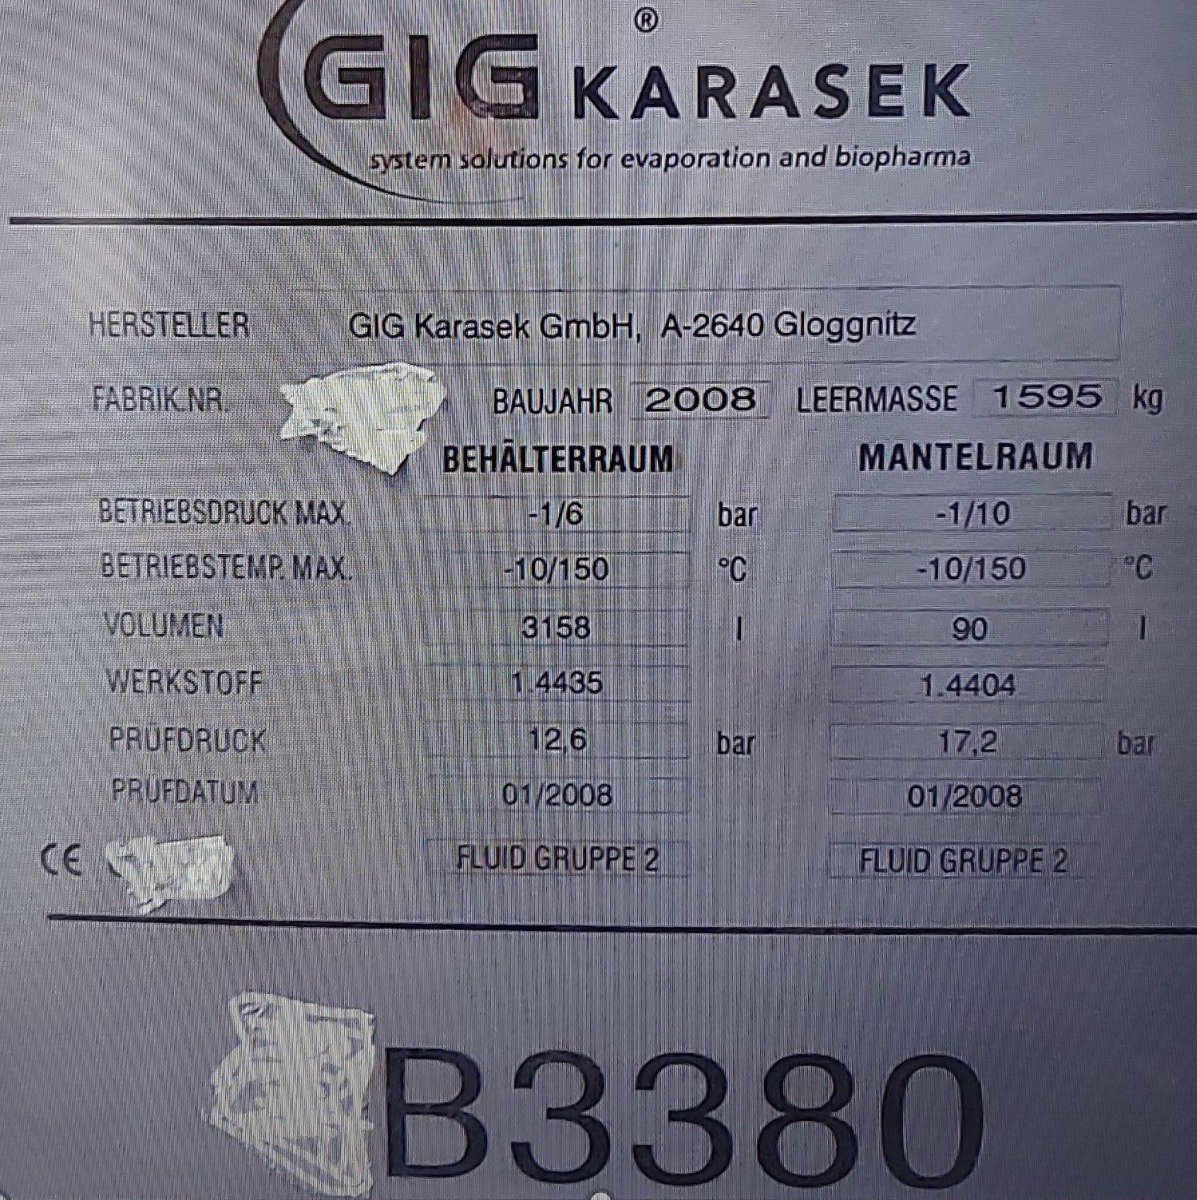 ®
GIG KARASEK
system solutions for evaporation and biopharma
HERSTELLER GIG Karasek GmbH, A-2640 Gloggnitz
FABRIK.NR. BAUJAHR 2008 LEERMASSE 1595 kg
BEHÄLTERRAUM MANTELRAUM
BETRIEBSDRUCK MAX. -1/6 bar -1/10 bar
BETRIEBSTEMP. MAX. -10/150 °C -10/150 °C
VOLUMEN 3158 l 90 l
WERKSTOFF 1.4435 1.4404
PRÜFDRUCK 12,6 bar 17,2 bar
PRÜFDATUM 01/2008 01/2008
CE FLUID GRUPPE 2 FLUID GRUPPE 2
B3380